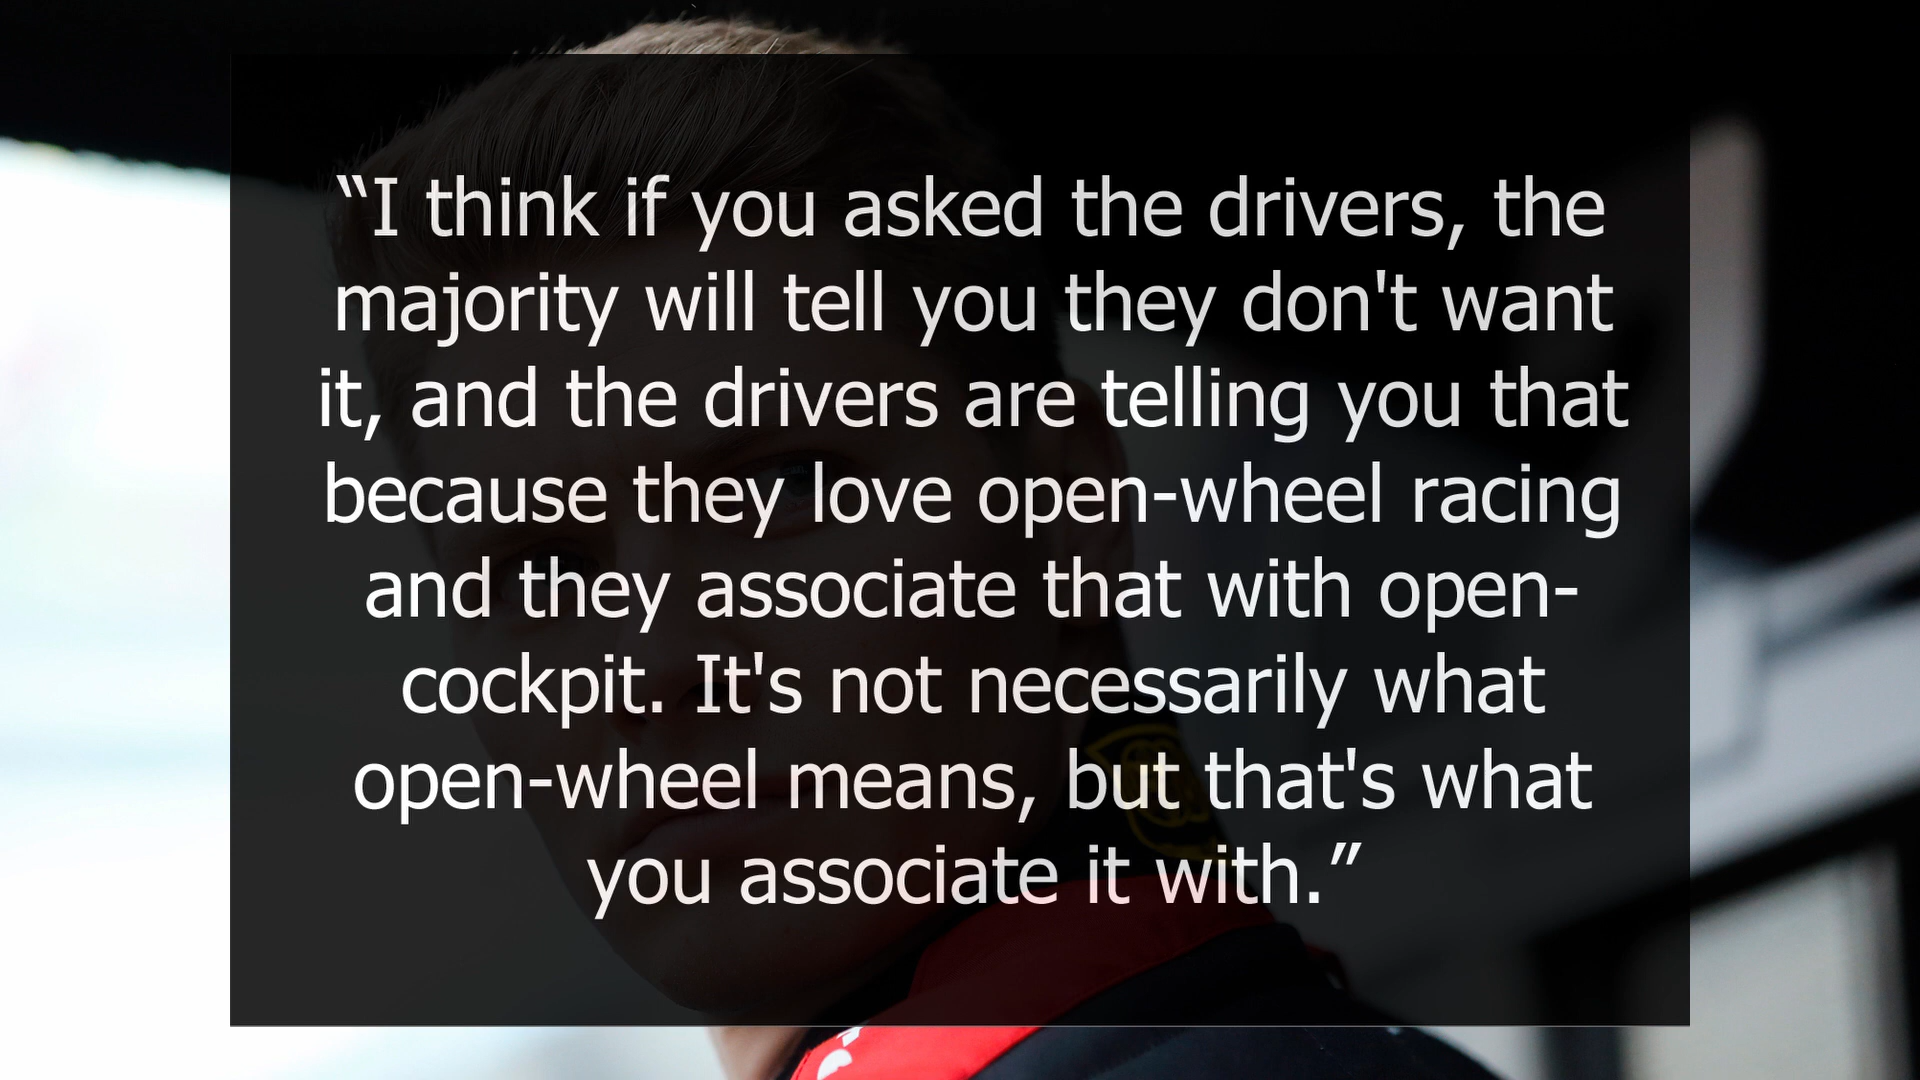 “I think if you asked the drivers, the
majority will tell you they don't want
it, and the drivers are telling you that
because they love open-wheel racing
and they associate that with open-
cockpit. It's not necessarily what
open-wheel means, but that's what
you associate it with.”